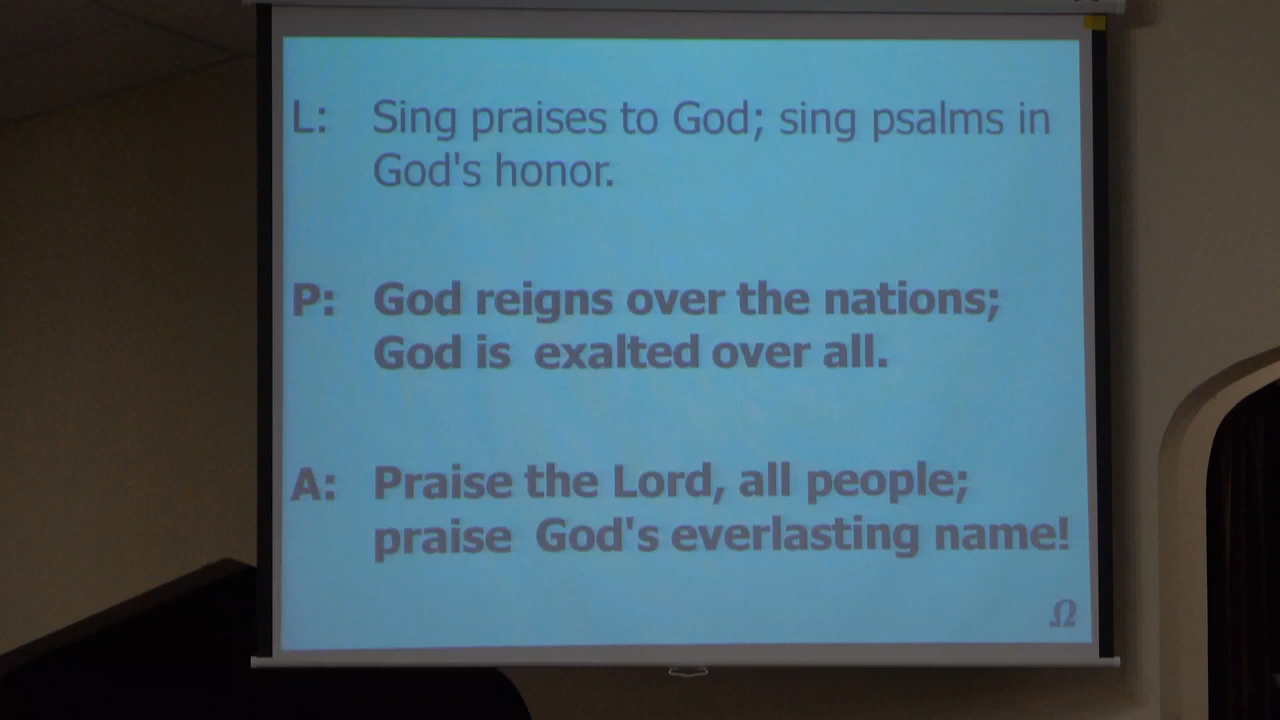 L: Sing praises to God; sing psalms in
God's honor.
P: God reigns over the nations;
God is exalted over all.
A: Praise the Lord, all people;
praise God's everlasting name!
Ω